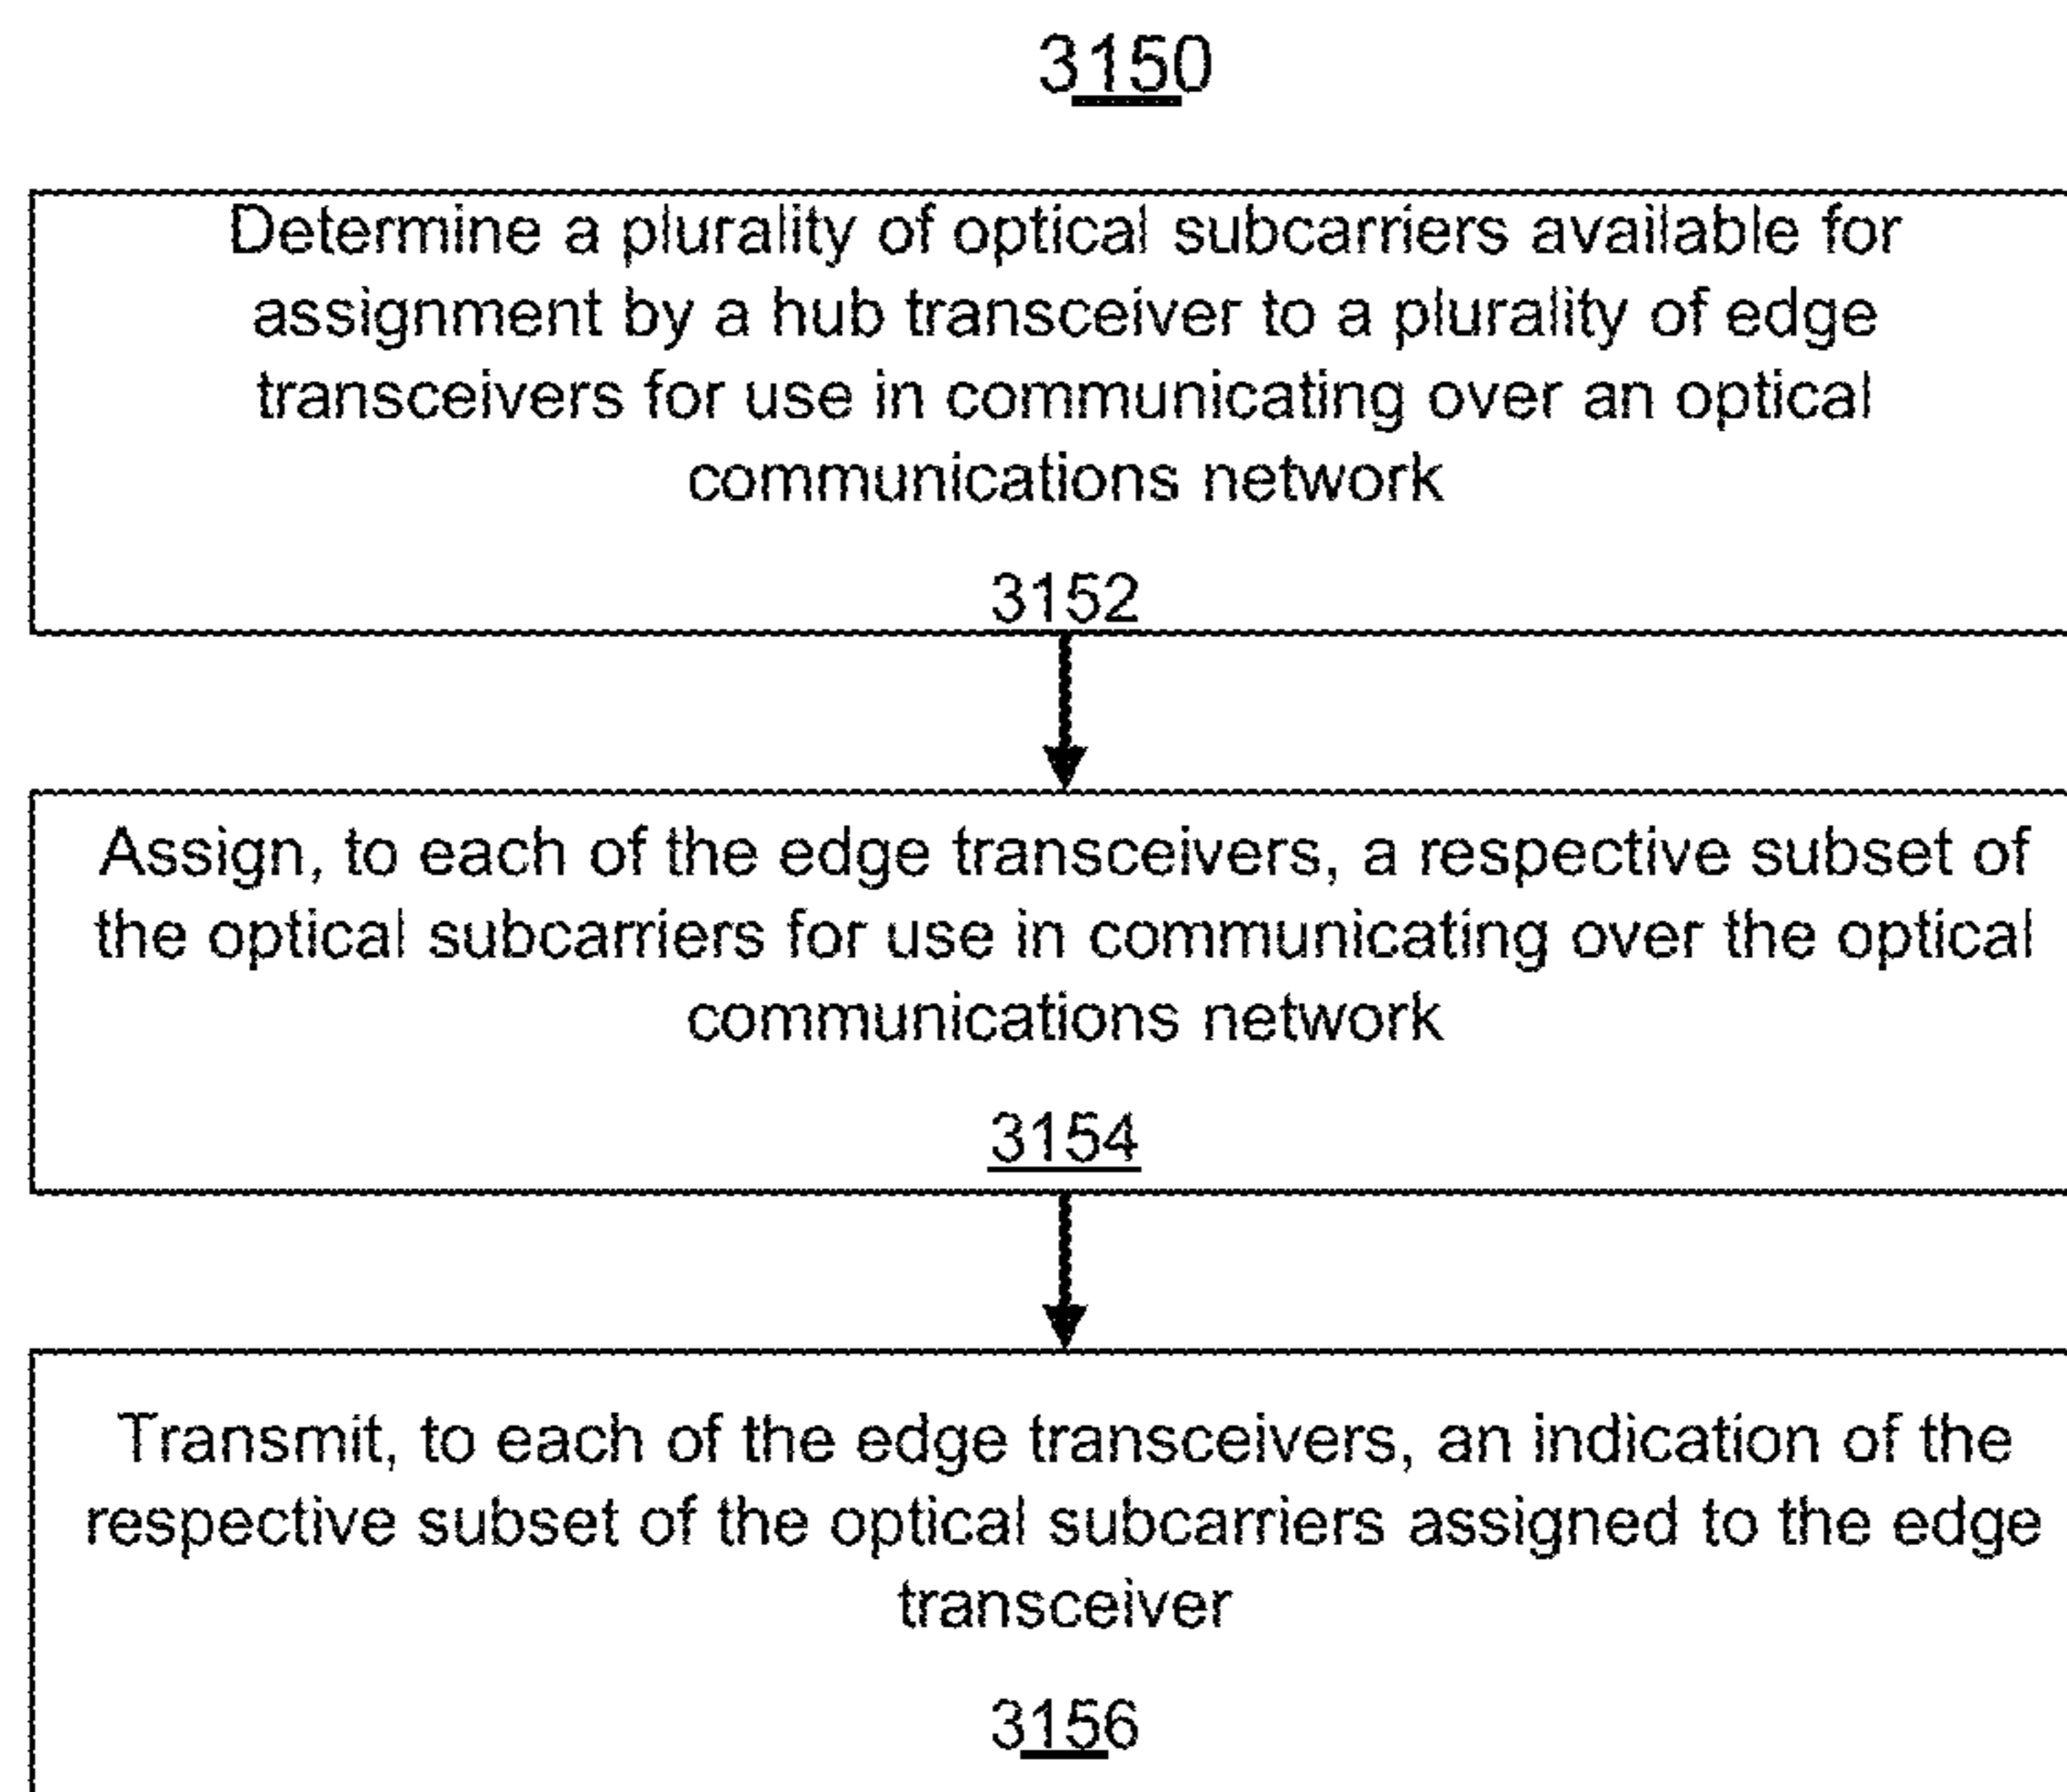 3150
Determine a plurality of optical subcarriers available for
assignment by a hub transceiver to a plurality of edge
transceivers for use in communicating over an optical
communications network
3152
Assign, to each of the edge transceivers, a respective subset of
the optical subcarriers for use in communicating over the optical
communications network
3154
Transmit, to each of the edge transceivers, an indication of the
respective subset of the optical subcarriers assigned to the edge
transceiver
3156